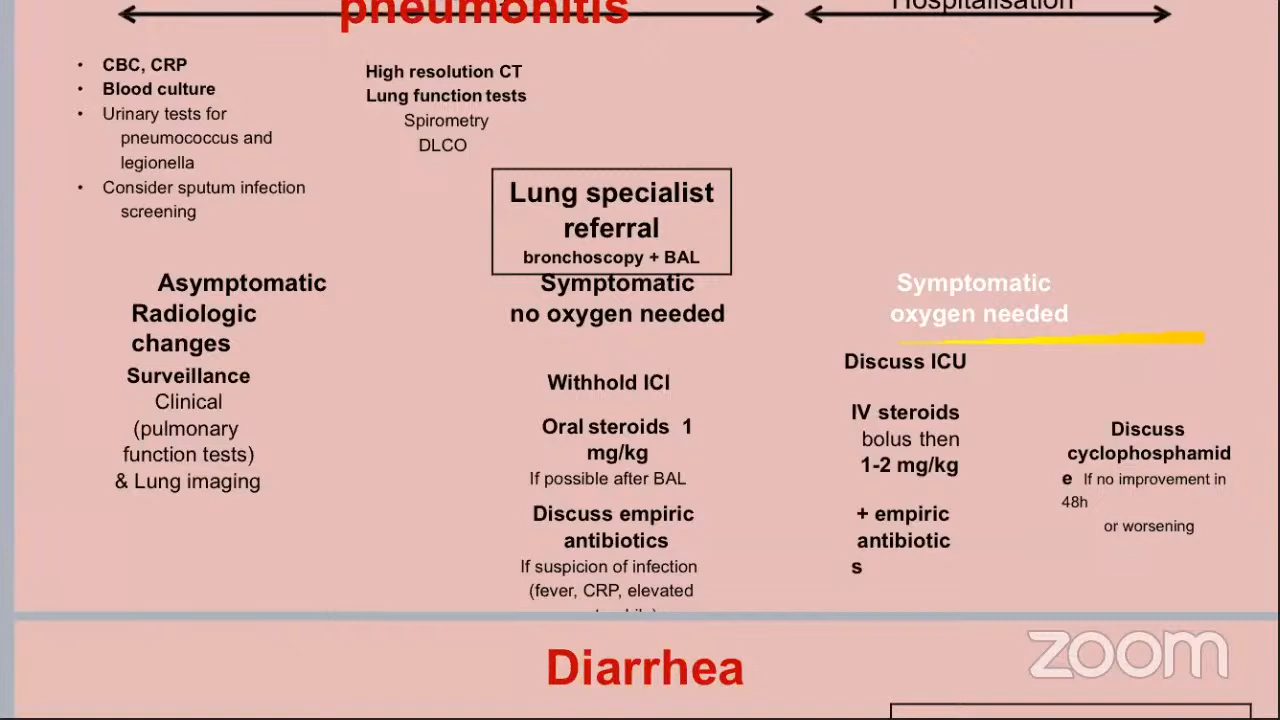 pneumonitis
Hospitalisation
• CBC, CRP
• Blood culture
• Urinary tests for
pneumococcus and
legionella
• Consider sputum infection
screening
High resolution CT
Lung function tests
Spirometry
DLCO
Lung specialist
referral
bronchoscopy + BAL
Asymptomatic
Radiologic
changes
Surveillance
Clinical
(pulmonary
function tests)
& Lung imaging
Symptomatic
no oxygen needed
Withhold ICI
Oral steroids 1
mg/kg
If possible after BAL
Discuss empiric
antibiotics
If suspicion of infection
(fever, CRP, elevated
Symptomatic
oxygen needed
Discuss ICU
IV steroids
bolus then
1-2 mg/kg
+ empiric
antibiotic
s
Discuss
cyclophosphamid
e If no improvement in
48h
or worsening
Diarrhea
zoom